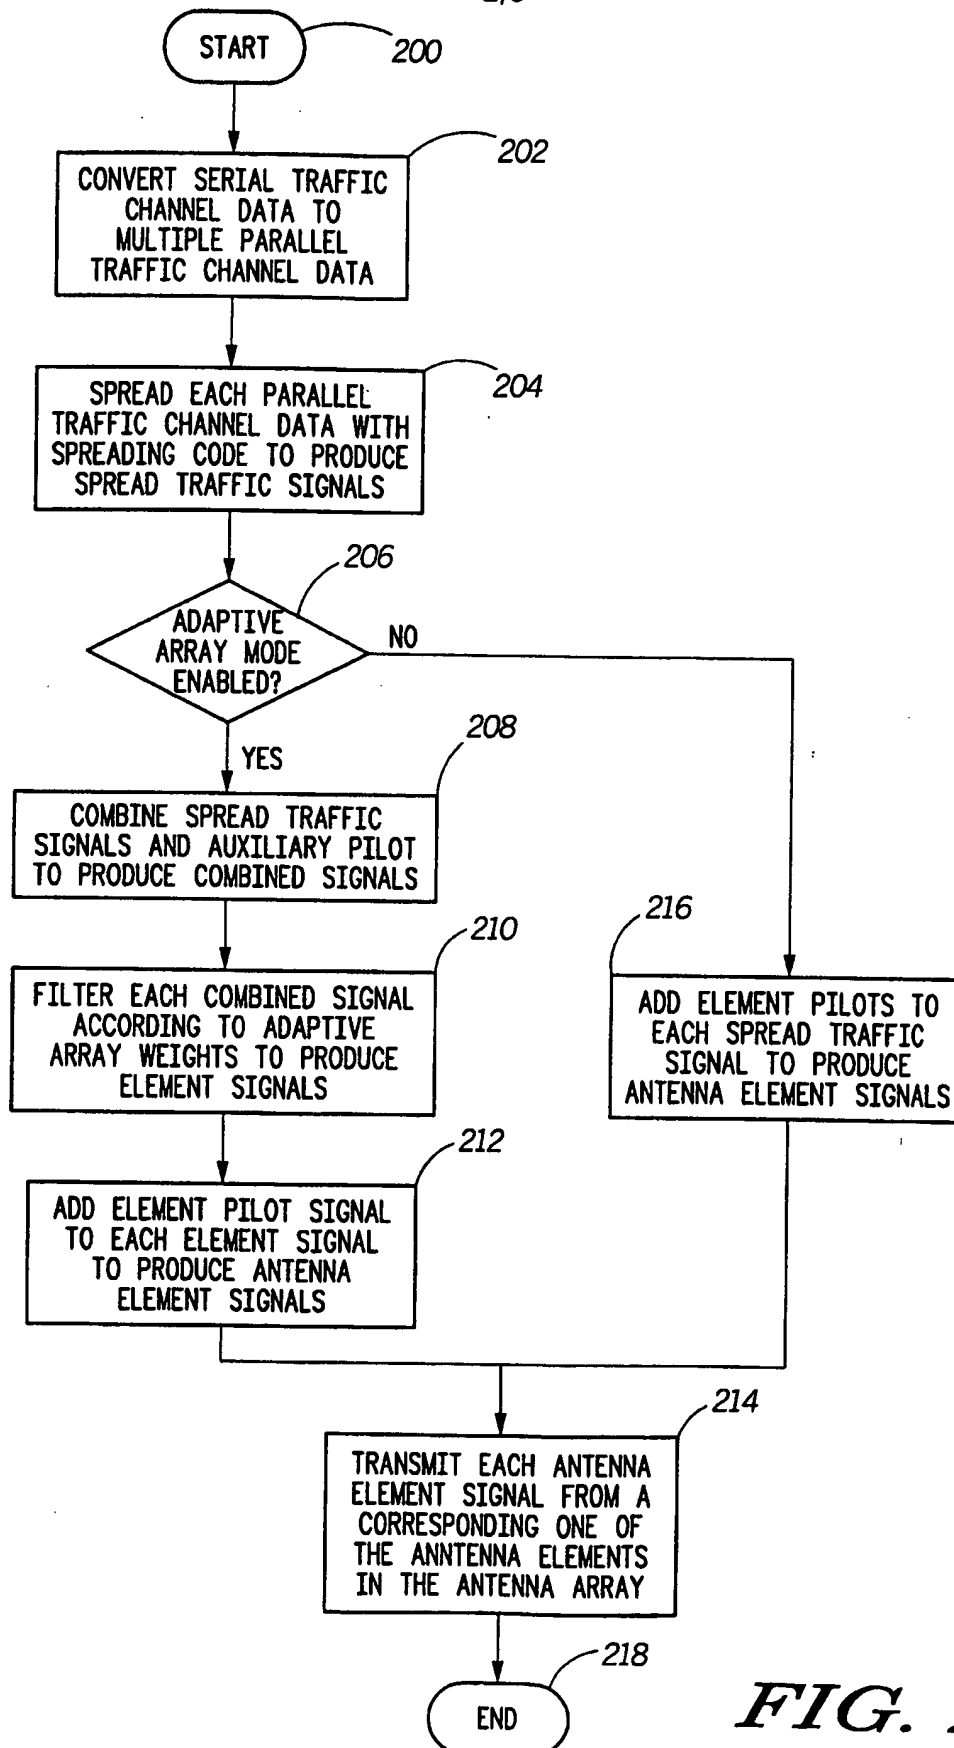 START
200
CONVERT SERIAL TRAFFIC
CHANNEL DATA TO
MULTIPLE PARALLEL
TRAFFIC CHANNEL DATA
202
SPREAD EACH PARALLEL
TRAFFIC CHANNEL DATA WITH
SPREADING CODE TO PRODUCE
SPREAD TRAFFIC SIGNALS
204
ADAPTIVE
ARRAY MODE
ENABLED?
206
NO
YES
COMBINE SPREAD TRAFFIC
SIGNALS AND AUXILIARY PILOT
TO PRODUCE COMBINED SIGNALS
208
FILTER EACH COMBINED SIGNAL
ACCORDING TO ADAPTIVE
ARRAY WEIGHTS TO PRODUCE
ELEMENT SIGNALS
210
ADD ELEMENT PILOTS TO
EACH SPREAD TRAFFIC
SIGNAL TO PRODUCE
ANTENNA ELEMENT SIGNALS
216
ADD ELEMENT PILOT SIGNAL
TO EACH ELEMENT SIGNAL
TO PRODUCE ANTENNA
ELEMENT SIGNALS
212
TRANSMIT EACH ANTENNA
ELEMENT SIGNAL FROM A
CORRESPONDING ONE OF
THE ANNTENNA ELEMENTS
IN THE ANTENNA ARRAY
214
END
218
FIG.